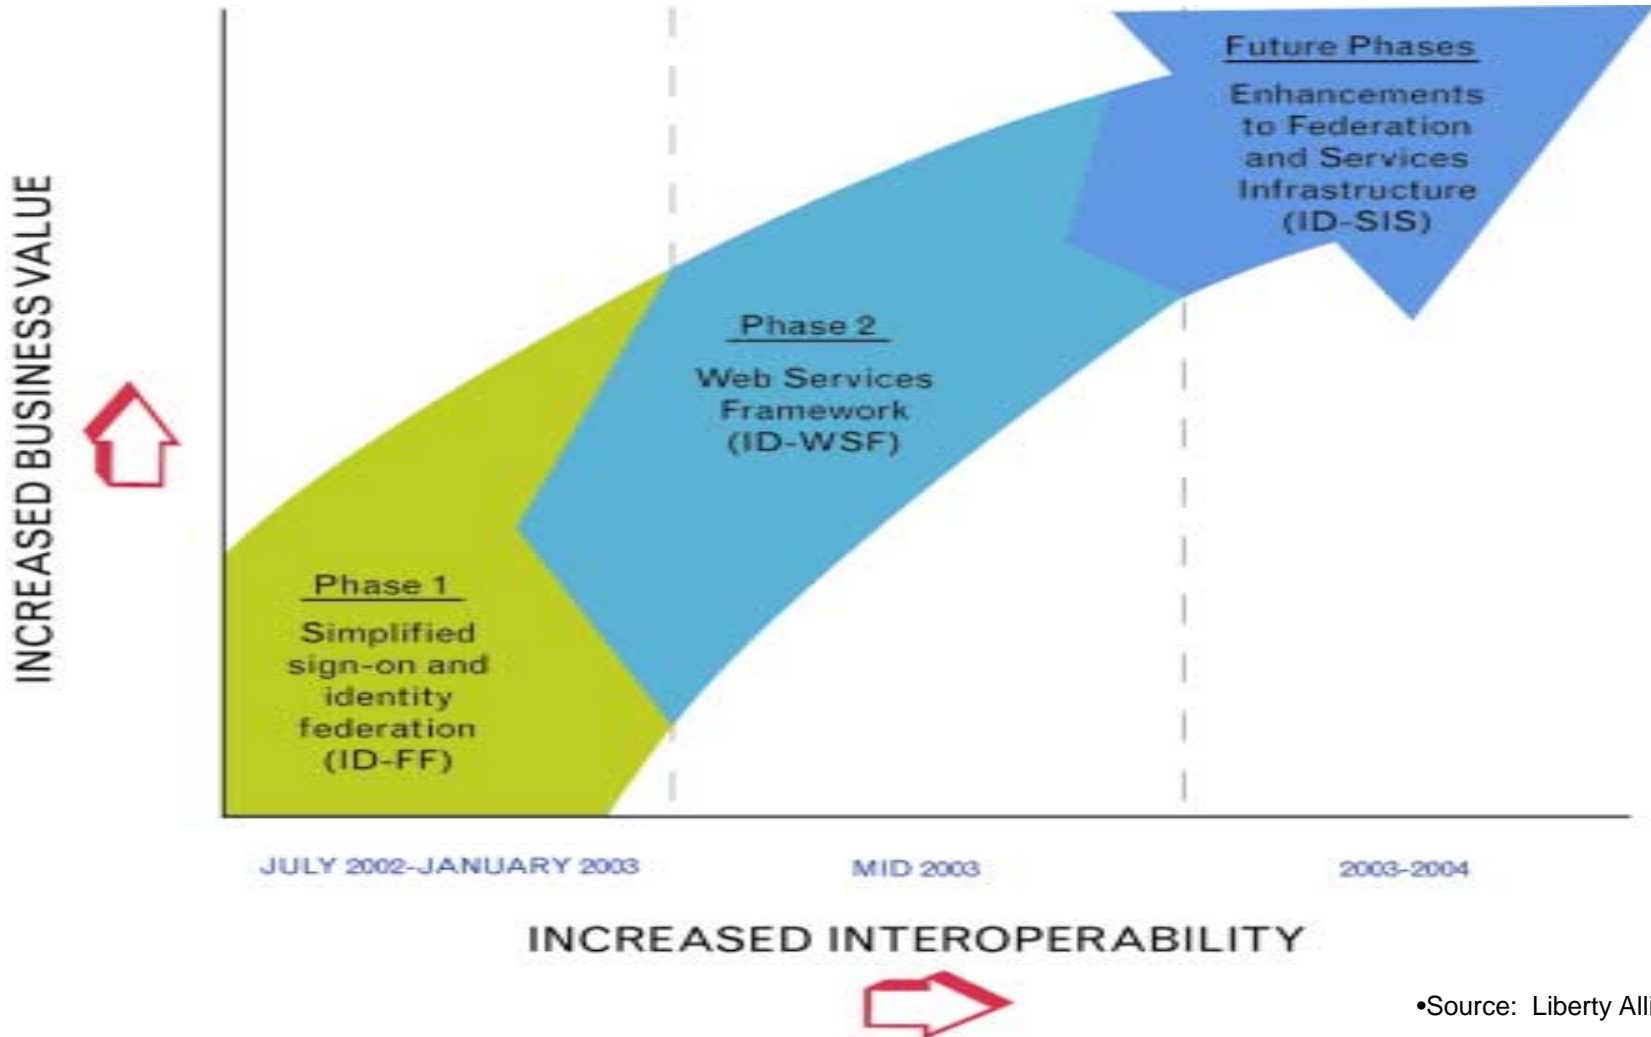 INCREASED BUSINESS VALUE
Future Phases
Enhancements
to Federation
and Services
Infrastructure
(ID-SIS)
Phase 2
Web Services
Framework
(ID-WSF)
Phase 1
Simplified
sign-on and
identity
federation
(ID-FF)
JULY 2002-JANUARY 2003
MID 2003
2003-2004
INCREASED INTEROPERABILITY
•Source: Liberty